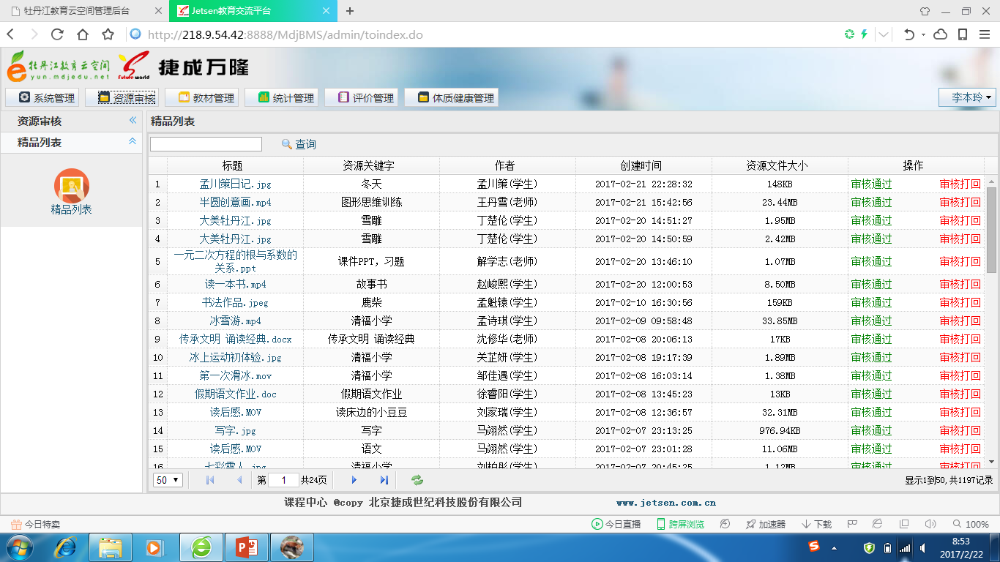 牡丹江教育云空间管理后台
Jetsen教育交流平台
http://218.9.54.42:8888/MdjBMS/admin/toindex.do
牡丹江教育云空间
yun.mdjedu.net
Future world
捷成万隆
系统管理 资源审核 教材管理 统计管理 评价管理 体质健康管理 李本玲
资源审核
精品列表
精品列表
精品列表
查询
标题 资源关键字 作者 创建时间 资源文件大小 操作
1 孟川策日记.jpg 冬天 孟川策(学生) 2017-02-21 22:28:32 148KB 审核通过 审核打回
2 半圆创意画.mp4 图形思维训练 王丹雪(老师) 2017-02-21 15:42:56 23.44MB 审核通过 审核打回
3 大美牡丹江.jpg 雪雕 丁楚伦(学生) 2017-02-20 14:51:27 1.95MB 审核通过 审核打回
4 大美牡丹江.jpg 雪雕 丁楚伦(学生) 2017-02-20 14:50:59 2.42MB 审核通过 审核打回
5 一元二次方程的根与系数的关系.ppt 课件PPT，习题 解学志(老师) 2017-02-20 13:46:10 1.07MB 审核通过 审核打回
6 读一本书.mp4 故事书 赵峻熙(学生) 2017-02-20 12:00:53 8.50MB 审核通过 审核打回
7 书法作品.jpeg 鹿柴 孟魁辕(学生) 2017-02-10 16:30:56 159KB 审核通过 审核打回
8 冰雪游.mp4 清福小学 孟诗琪(学生) 2017-02-09 09:58:48 33.85MB 审核通过 审核打回
9 传承文明 诵读经典.docx 传承文明 诵读经典 沈修华(老师) 2017-02-08 20:06:13 17KB 审核通过 审核打回
10 冰上运动初体验.jpg 清福小学 关芷妍(学生) 2017-02-08 19:17:39 1.89MB 审核通过 审核打回
11 第一次滑冰.mov 清福小学 邹佳遇(学生) 2017-02-08 16:03:14 1.38MB 审核通过 审核打回
12 假期语文作业.doc 假期语文作业 徐睿阳(学生) 2017-02-08 13:45:23 13KB 审核通过 审核打回
13 读后感.MOV 读床边的小豆豆 刘家瑞(学生) 2017-02-08 12:36:57 32.31MB 审核通过 审核打回
14 写字.jpg 写字 马翊然(学生) 2017-02-07 23:13:25 976.94KB 审核通过 审核打回
15 读后感.MOV 语文 马翊然(学生) 2017-02-07 23:01:28 11.06MB 审核通过 审核打回
16 七彩雪人.jpg 清福小学 刘柏彤(学生) 2017-02-07 20:45:25 1.12MB 审核通过 审核打回
50 第 1 共24页 显示1到50,共1197记录
课程中心 @copy 北京捷成世纪科技股份有限公司 www.jetsen.com.cn
今日特卖 今日直播 跨屏浏览 加速器 下载 100%
8:53
2017/2/22